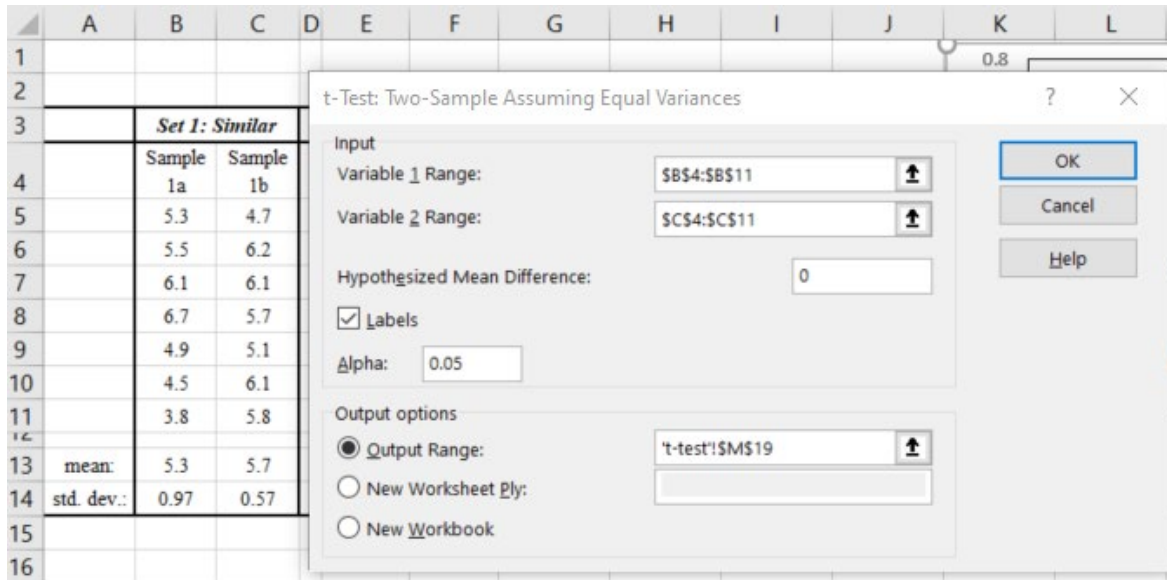 A B C D E F G H I J K L
1 0.8
2 t-Test: Two-Sample Assuming Equal Variances ? ×
3 Set 1: Similar
Input
4 Sample 1a Sample 1b
Variable 1 Range: $B$4:$B$11
OK
5 5.3 4.7
Variable 2 Range: $C$4:$C$11
Cancel
6 5.5 6.2
7 6.1 6.1
Hypothesized Mean Difference: 0
Help
8 6.7 5.7
Labels
9 4.9 5.1
Alpha: 0.05
10 4.5 6.1
11 3.8 5.8
Output options
12
13 mean: 5.3 5.7
Output Range: 't-test'!$M$19
14 std. dev.: 0.97 0.57
New Worksheet Ply:
15
New Workbook
16